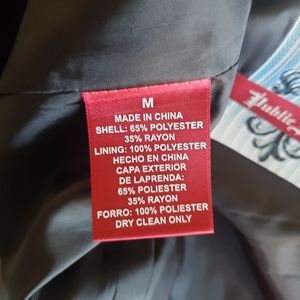 M
MADE IN CHINA
SHELL: 65% POLYESTER
35% RAYON
LINING: 100% POLYESTER
HECHO EN CHINA
CAPA EXTERIOR
DE LAPRENDA:
65% POLIESTER
35% RAYON
FORRO: 100% POLIESTER
DRY CLEAN ONLY